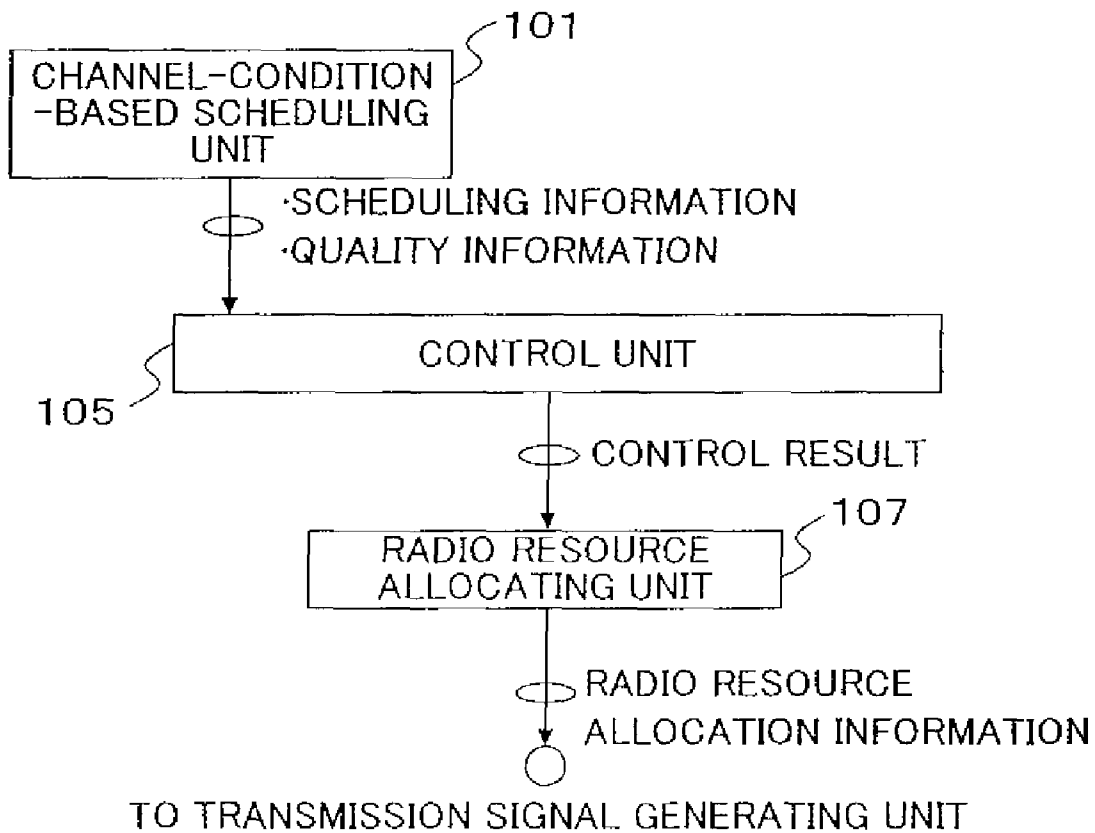 101
CHANNEL-CONDITION
-BASED SCHEDULING
UNIT
·SCHEDULING INFORMATION
·QUALITY INFORMATION
CONTROL UNIT
105
CONTROL RESULT
107
RADIO RESOURCE
ALLOCATING UNIT
RADIO RESOURCE
ALLOCATION INFORMATION
TO TRANSMISSION SIGNAL GENERATING UNIT